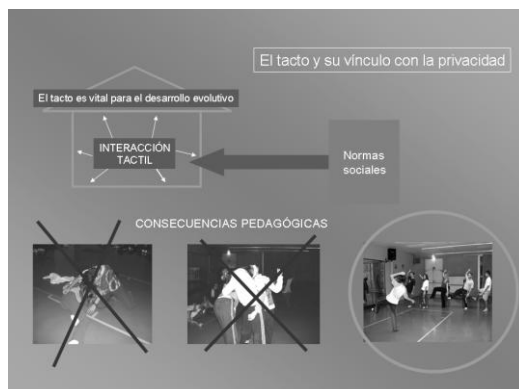 El tacto y su vínculo con la privacidad
El tacto es vital para el desarrollo evolutivo
INTERACCIÓN
TACTIL
Normas
sociales
CONSECUENCIAS PEDAGÓGICAS